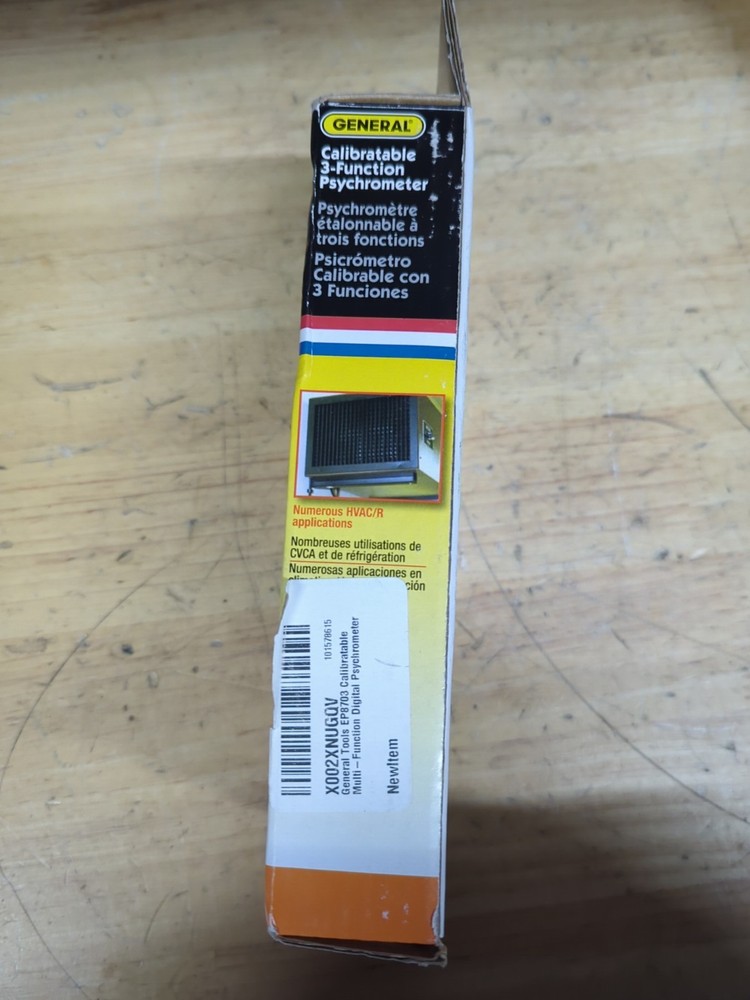 GENERAL®
Calibratable
3-Function
Psychrometer
Psychromètre
étalonnable à
trois fonctions
Psicrómetro
Calibrable con
3 Funciones
Numerous HVAC/R
applications
Nombreuses utilisations de
CVCA et de réfrigération
Numerosas aplicaciones en
101578615
X002XNUGQV
General Tools EP8703 Calibratable
Multi – Function Digital Psychrometer
NewItem